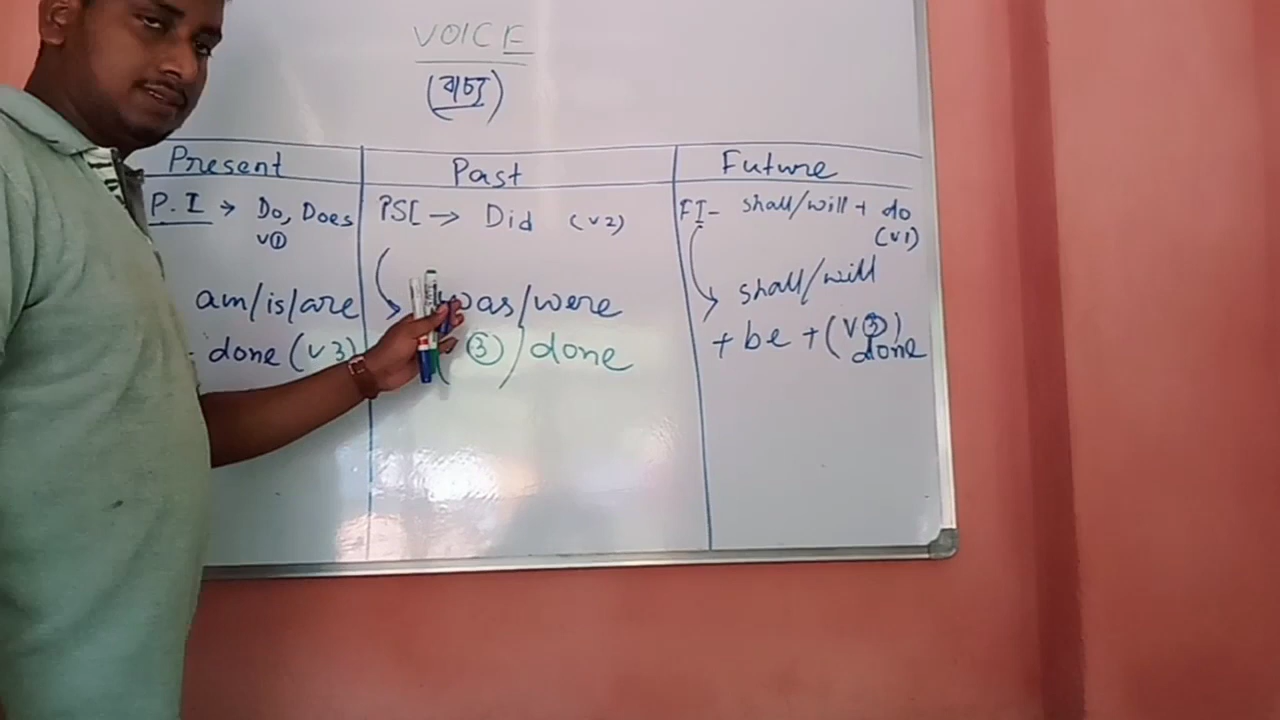 VOICE
(বাচ্য)
Present
P.I → Do, Does
v①
am/is/are
done (v3)
Past
PSI → Did (v2)
was/were
③) done
Future
FI- shall/will + do
(v1)
shall/will
+ be + (V③)
done